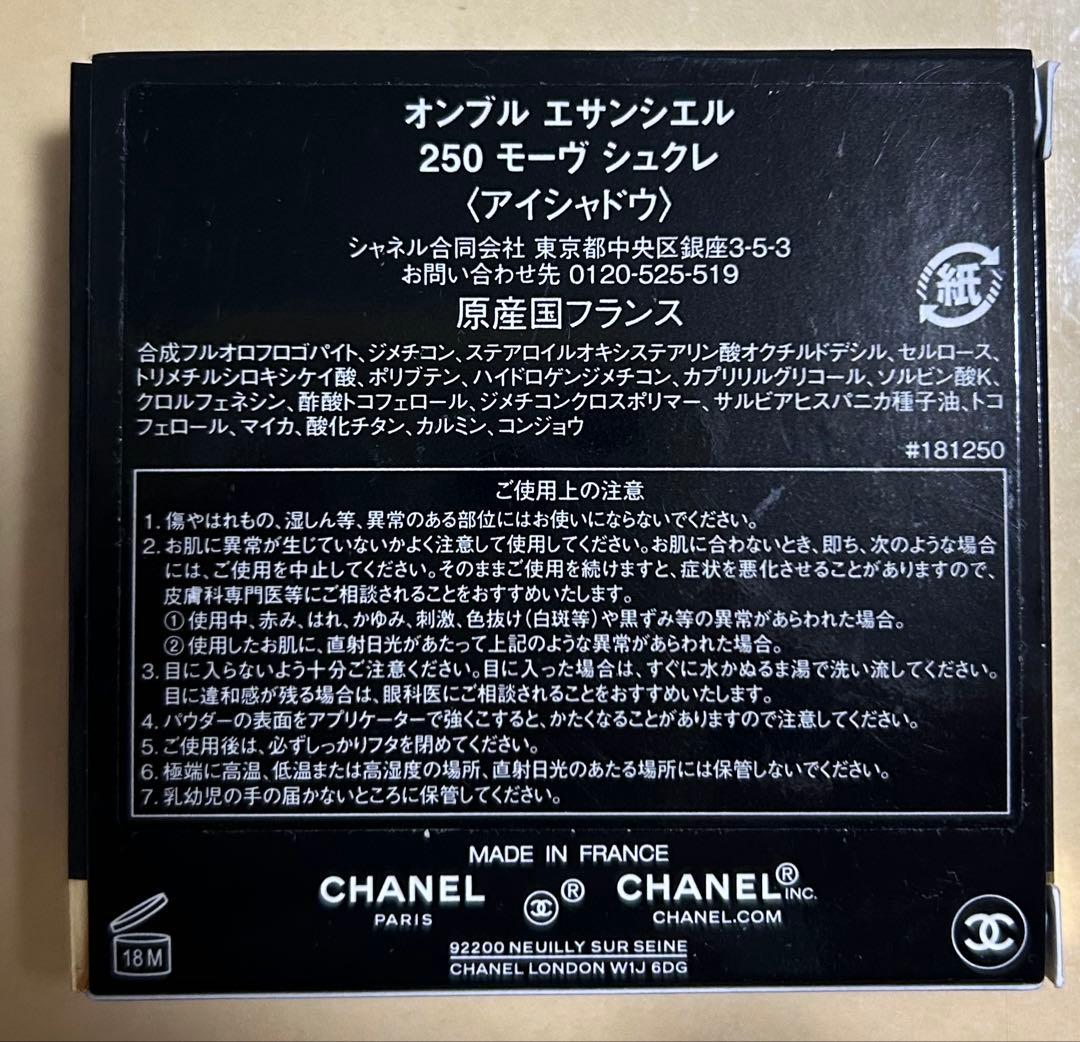 オンブル エサンシエル
250 モーヴ シュクレ
〈アイシャドウ〉
シャネル合同会社 東京都中央区銀座3-5-3
お問い合わせ先 0120-525-519
原産国フランス
紙
合成フルオロフロゴパイト、ジメチコン、ステアロイルオキシステアリン酸オクチルドデシル、セルロース、
トリメチルシロキシケイ酸、ポリブテン、ハイドロゲンジメチコン、カプリリルグリコール、ソルビン酸K、
クロルフェネシン、酢酸トコフェロール、ジメチコンクロスポリマー、サルビアヒスパニカ種子油、トコ
フェロール、マイカ、酸化チタン、カルミン、コンジョウ
#181250
ご使用上の注意
1. 傷やはれもの、湿しん等、異常のある部位にはお使いにならないでください。
2. お肌に異常が生じていないかよく注意して使用してください。お肌に合わないとき、即ち、次のような場合
には、ご使用を中止してください。そのままご使用を続けますと、症状を悪化させることがありますので、
皮膚科専門医等にご相談されることをおすすめいたします。
①使用中、赤み、はれ、かゆみ、刺激、色抜け(白斑等)や黒ずみ等の異常があらわれた場合。
②使用したお肌に、直射日光があたって上記のような異常があらわれた場合。
3. 目に入らないよう十分ご注意ください。目に入った場合は、すぐに水かぬるま湯で洗い流してください。
目に違和感が残る場合は、眼科医にご相談されることをおすすめいたします。
4. パウダーの表面をアプリケーターで強くこすると、かたくなることがありますので注意してください。
5. ご使用後は、必ずしっかりフタを閉めてください。
6. 極端に高温、低温または高湿度の場所、直射日光のあたる場所には保管しないでください。
7. 乳幼児の手の届かないところに保管してください。
MADE IN FRANCE
CHANEL ® CHANEL® INC.
PARIS CHANEL.COM
18M
92200 NEUILLY SUR SEINE
CHANEL LONDON W1J 6DG